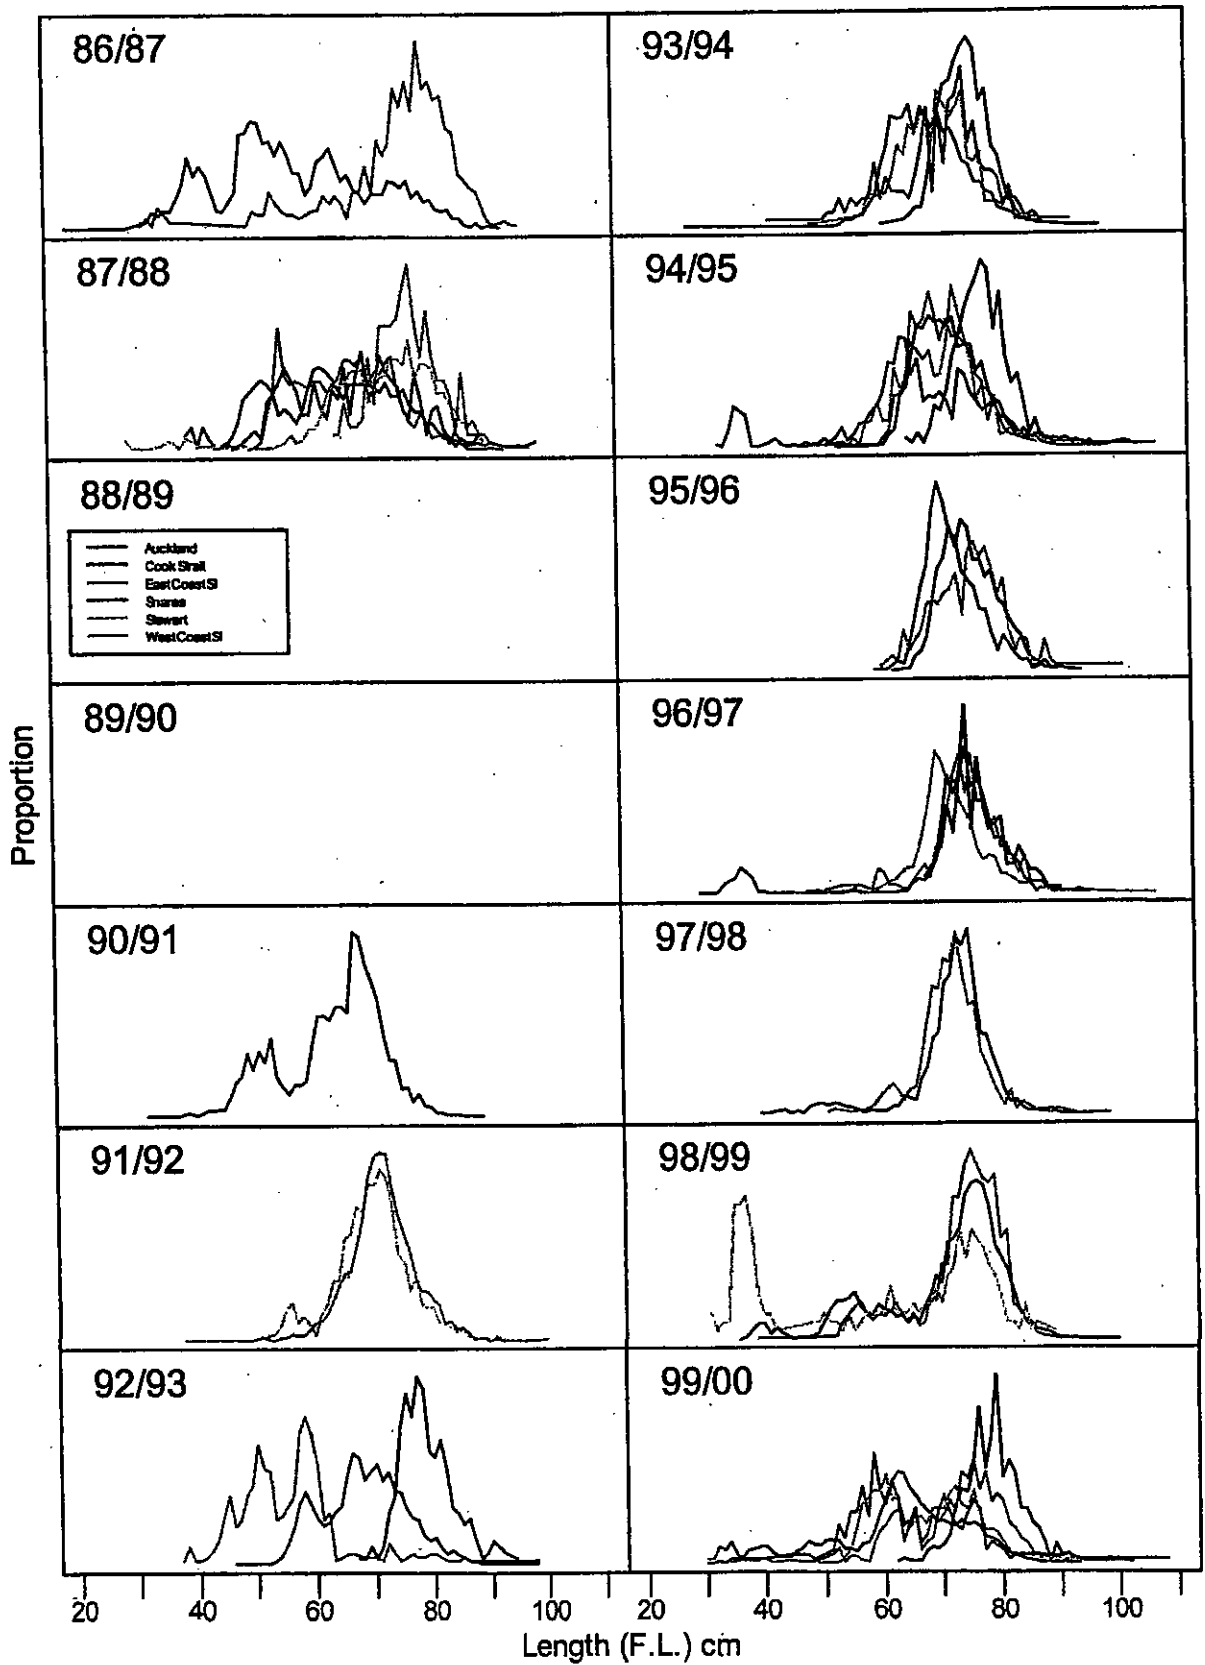 86/87
93/94
87/88
94/95
88/89
95/96
Auckland
Cook Strait
EastCoastSI
Snares
Stewart
WestCoastSI
89/90
96/97
Proportion
90/91
97/98
91/92
98/99
92/93
99/00
20 40 60 80 100 20 40 60 80 100
Length (F.L.) cm